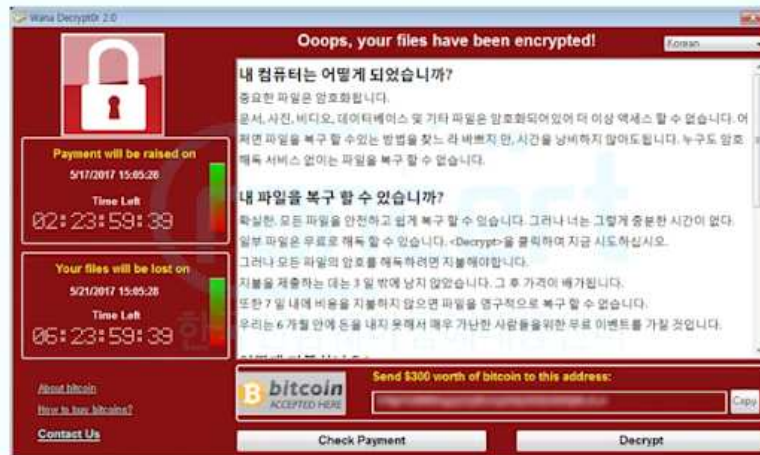 Wana Decrypt0r 2.0
Ooops, your files have been encrypted!
Korean
내 컴퓨터는 어떻게 되었습니까?
중요한 파일은 암호화됩니다.
문서, 사진, 비디오, 데이터베이스 및 기타 파일은 암호화되어있어 더 이상 액세스 할 수 없습니다. 어
쩌면 파일을 복구 할 수있는 방법을 찾느 라 바쁘지 만, 시간을 낭비하지 않아도됩니다. 누구도 암호
해독 서비스 없이는 파일을 복구 할 수 없습니다.
내 파일을 복구 할 수 있습니까?
확실한. 모든 파일을 안전하고 쉽게 복구 할 수 있습니다. 그러나 너는 그렇게 충분한 시간이 없다.
일부 파일은 무료로 해독 할 수 있습니다. <Decrypt>을 클릭하여 지금 시도하십시오.
그러나 모든 파일의 암호를 해독하려면 지불해야합니다.
지불을 제출하는 데는 3 일 밖에 남지 않았습니다. 그 후 가격이 배가됩니다.
또한 7 일 내에 비용을 지불하지 않으면 파일을 영구적으로 복구 할 수 없습니다.
우리는 6 개월 안에 돈을 내지 못해서 매우 가난한 사람들을위한 무료 이벤트를 가질 것입니다.
Payment will be raised on
5/17/2017 15:05:28
Time Left
02:23:59:39
Your files will be lost on
5/21/2017 15:05:28
Time Left
06:23:59:39
About bitcoin
How to buy bitcoins?
Contact Us
bitcoin
ACCEPTED HERE
Send $300 worth of bitcoin to this address:
Copy
Check Payment
Decrypt